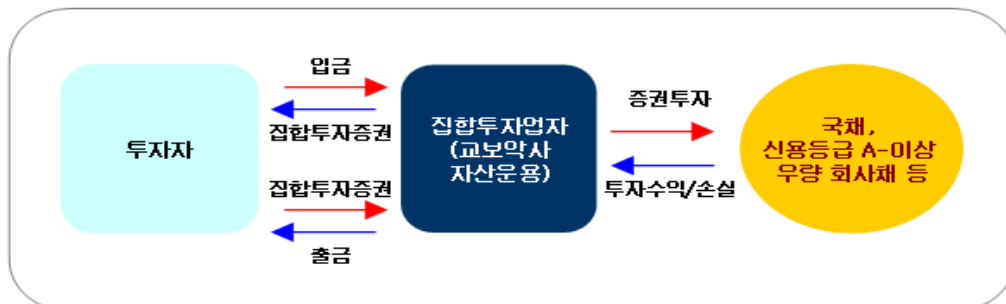 입금
집합투자증권
투자자
집합투자증권
출금
집합투자업자
(교보악사
자산운용)
증권투자
투자수익/손실
국채,
신용등급 A-이상
우량 회사채 등